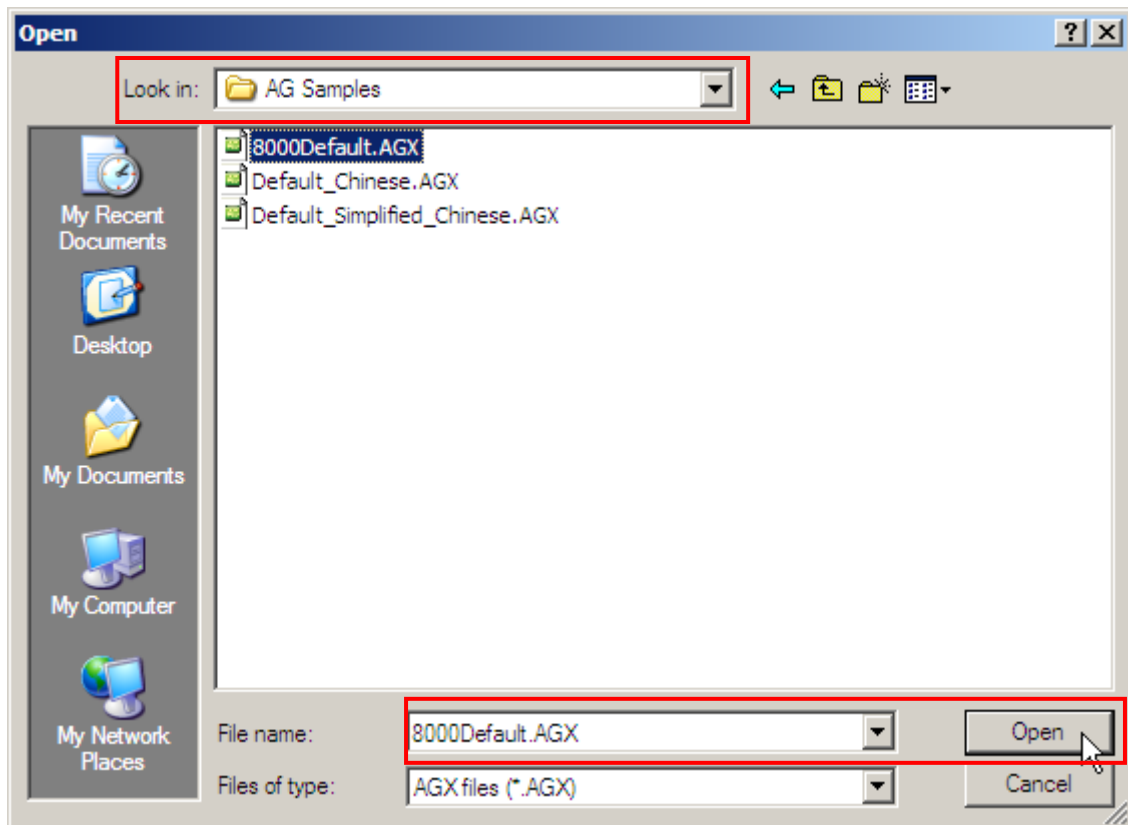 Open
Look in: AG Samples
8000Default.AGX
Default_Chinese.AGX
Default_Simplified_Chinese.AGX
My Recent
Documents
Desktop
My Documents
My Computer
My Network
Places
File name: 8000Default.AGX Open
Files of type: AGX files (*.AGX) Cancel